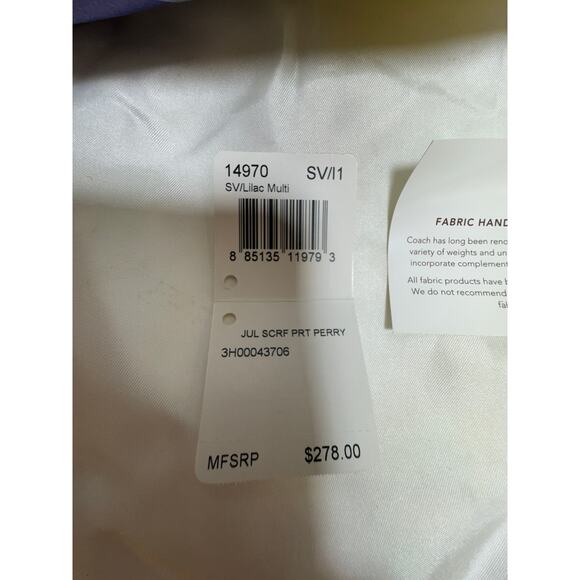 14970 SV/I1
SV/Lilac Multi
8 85135 11979 3
JUL SCRF PRT PERRY
3H00043706
MFSRP $278.00
FABRIC HAND
Coach has long been reno
variety of weights and un
incorporate complement
All fabric products have b
We do not recommend
fab